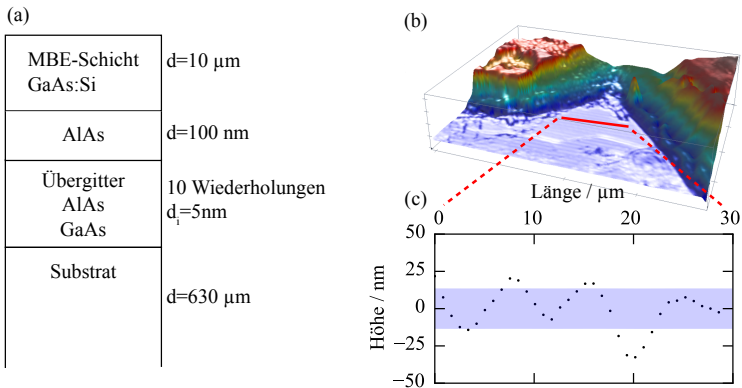 (a)
MBE-Schicht
GaAs:Si
d=10 µm
AlAs
d=100 nm
Übergitter
AlAs
GaAs
10 Wiederholungen
dᵢ=5nm
Substrat
d=630 µm
(b)
(c)
Länge / µm
0 10 20 30
Höhe / nm
50
25
0
−25
−50